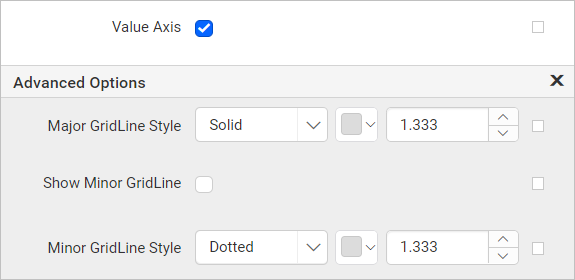 Value Axis
Advanced Options
Major GridLine Style Solid 1.333
Show Minor GridLine
Minor GridLine Style Dotted 1.333